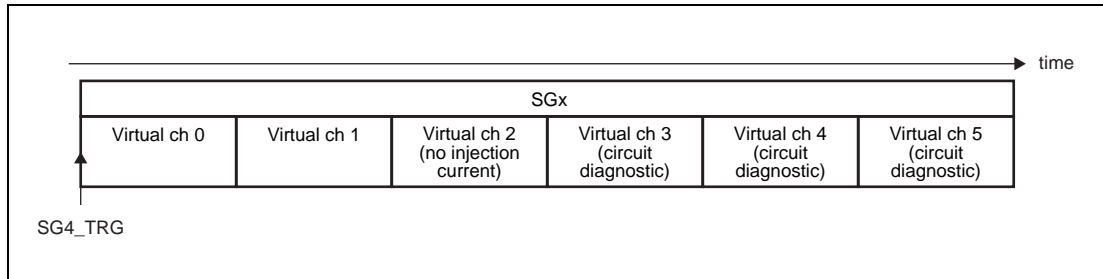 time
SGx
Virtual ch 0 Virtual ch 1 Virtual ch 2 Virtual ch 3 Virtual ch 4 Virtual ch 5
(no injection (circuit (circuit (circuit
current) diagnostic) diagnostic) diagnostic)
SG4_TRG